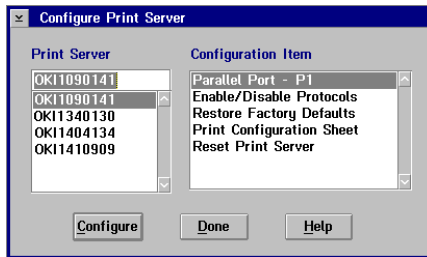 Configure Print Server
Print Server
OKI1090141
OKI1090141
OKI1340130
OKI1404134
OKI1410909
Configuration Item
Parallel Port - P1
Enable/Disable Protocols
Restore Factory Defaults
Print Configuration Sheet
Reset Print Server
Configure
Done
Help